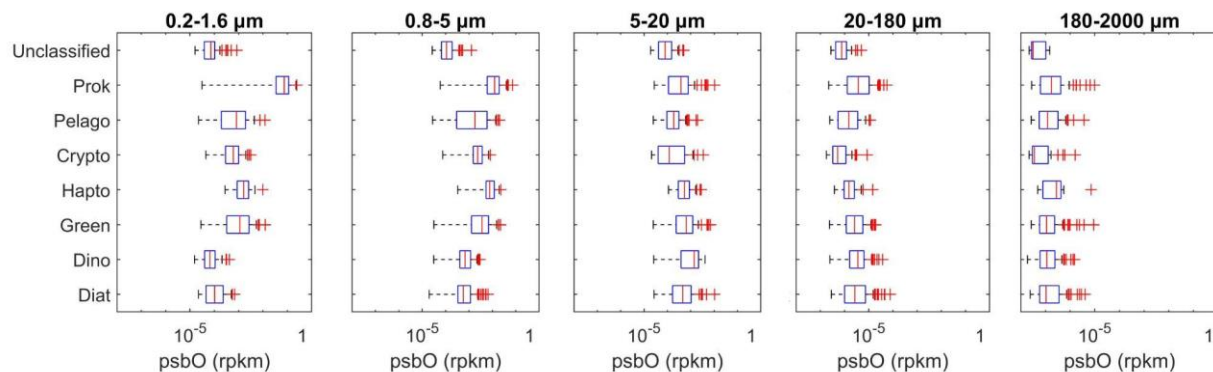 0.2-1.6 µm 0.8-5 µm 5-20 µm 20-180 µm 180-2000 µm
Unclassified
Prok
Pelago
Crypto
Hapto
Green
Dino
Diat
10⁻⁵ 1 10⁻⁵ 1 10⁻⁵ 1 10⁻⁵ 1 10⁻⁵ 1
psbO (rpkm) psbO (rpkm) psbO (rpkm) psbO (rpkm) psbO (rpkm)